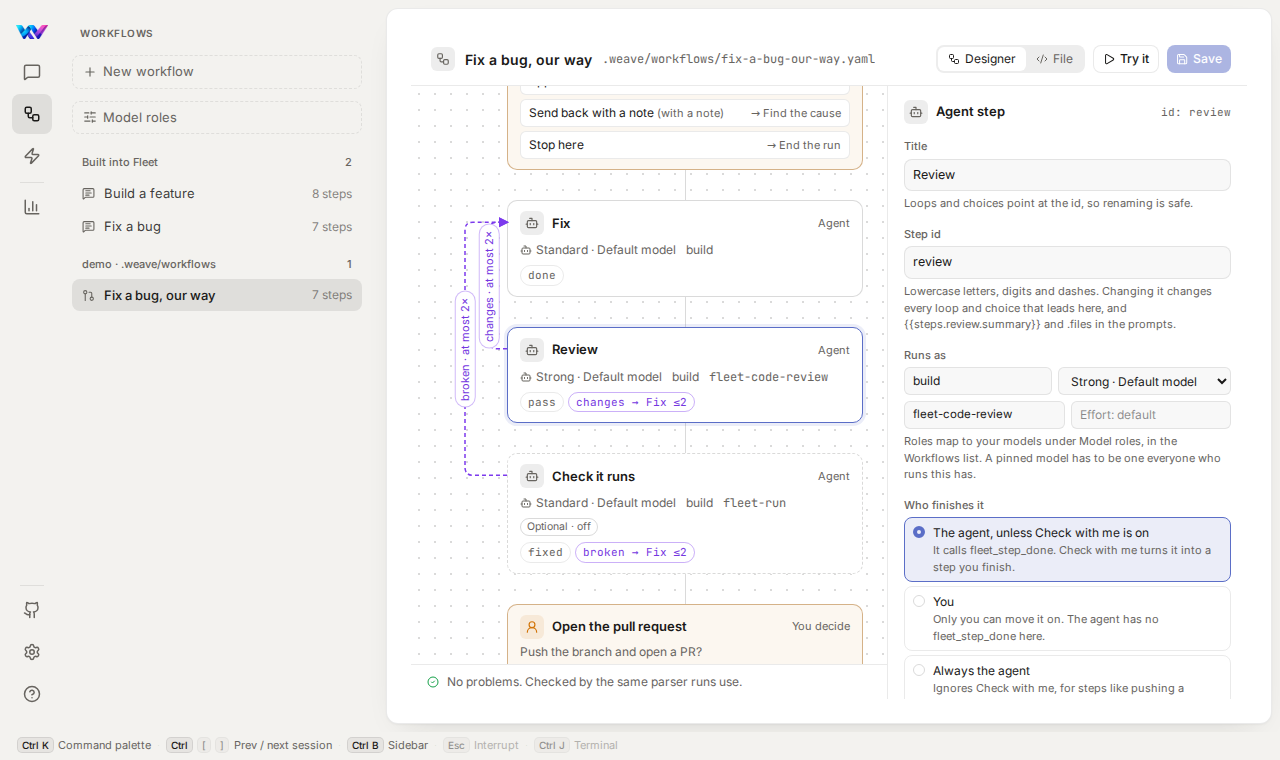 WORKFLOWS
New workflow
Model roles
Built into Fleet 2
Build a feature 8 steps
Fix a bug 7 steps
demo · .weave/workflows 1
Fix a bug, our way 7 steps
Fix a bug, our way .weave/workflows/fix-a-bug-our-way.yaml
Designer File Try it Save
Send back with a note (with a note) → Find the cause
Stop here → End the run
Fix Agent
Standard · Default model build
done
changes · at most 2×
broken · at most 2×
Review Agent
Strong · Default model build fleet-code-review
pass changes → Fix ≤2
Check it runs Agent
Standard · Default model build fleet-run
Optional · off
fixed broken → Fix ≤2
Open the pull request You decide
Push the branch and open a PR?
No problems. Checked by the same parser runs use.
Agent step id: review
Title
Review
Loops and choices point at the id, so renaming is safe.
Step id
review
Lowercase letters, digits and dashes. Changing it changes
every loop and choice that leads here, and
{{steps.review.summary}} and .files in the prompts.
Runs as
build Strong · Default model
fleet-code-review Effort: default
Roles map to your models under Model roles, in the
Workflows list. A pinned model has to be one everyone who
runs this has.
Who finishes it
The agent, unless Check with me is on
It calls fleet_step_done. Check with me turns it into a
step you finish.
You
Only you can move it on. The agent has no
fleet_step_done here.
Always the agent
Ignores Check with me, for steps like pushing a
Ctrl K Command palette Ctrl [ ] Prev / next session Ctrl B Sidebar Esc Interrupt Ctrl J Terminal